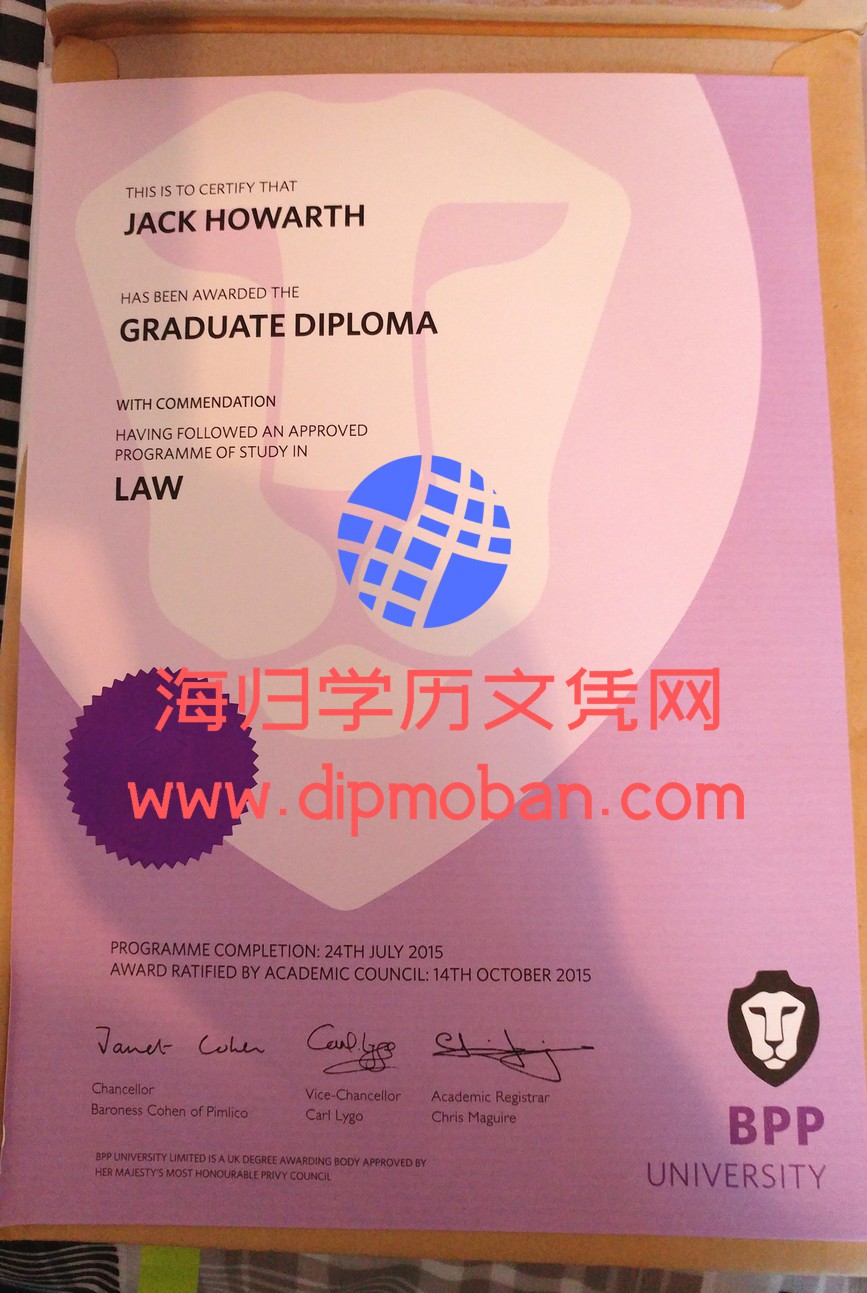 THIS IS TO CERTIFY THAT
JACK HOWARTH
HAS BEEN AWARDED THE
GRADUATE DIPLOMA
WITH COMMENDATION
HAVING FOLLOWED AN APPROVED
PROGRAMME OF STUDY IN
LAW
海归学历文凭网
www.dipmoban.com
PROGRAMME COMPLETION: 24TH JULY 2015
AWARD RATIFIED BY ACADEMIC COUNCIL: 14TH OCTOBER 2015
Janet Cohen
Carl Lygo
Chancellor
Baroness Cohen of Pimlico
Vice-Chancellor
Carl Lygo
Academic Registrar
Chris Maguire
BPP UNIVERSITY LIMITED IS A UK DEGREE AWARDING BODY APPROVED BY
HER MAJESTY'S MOST HONOURABLE PRIVY COUNCIL
BPP
UNIVERSITY